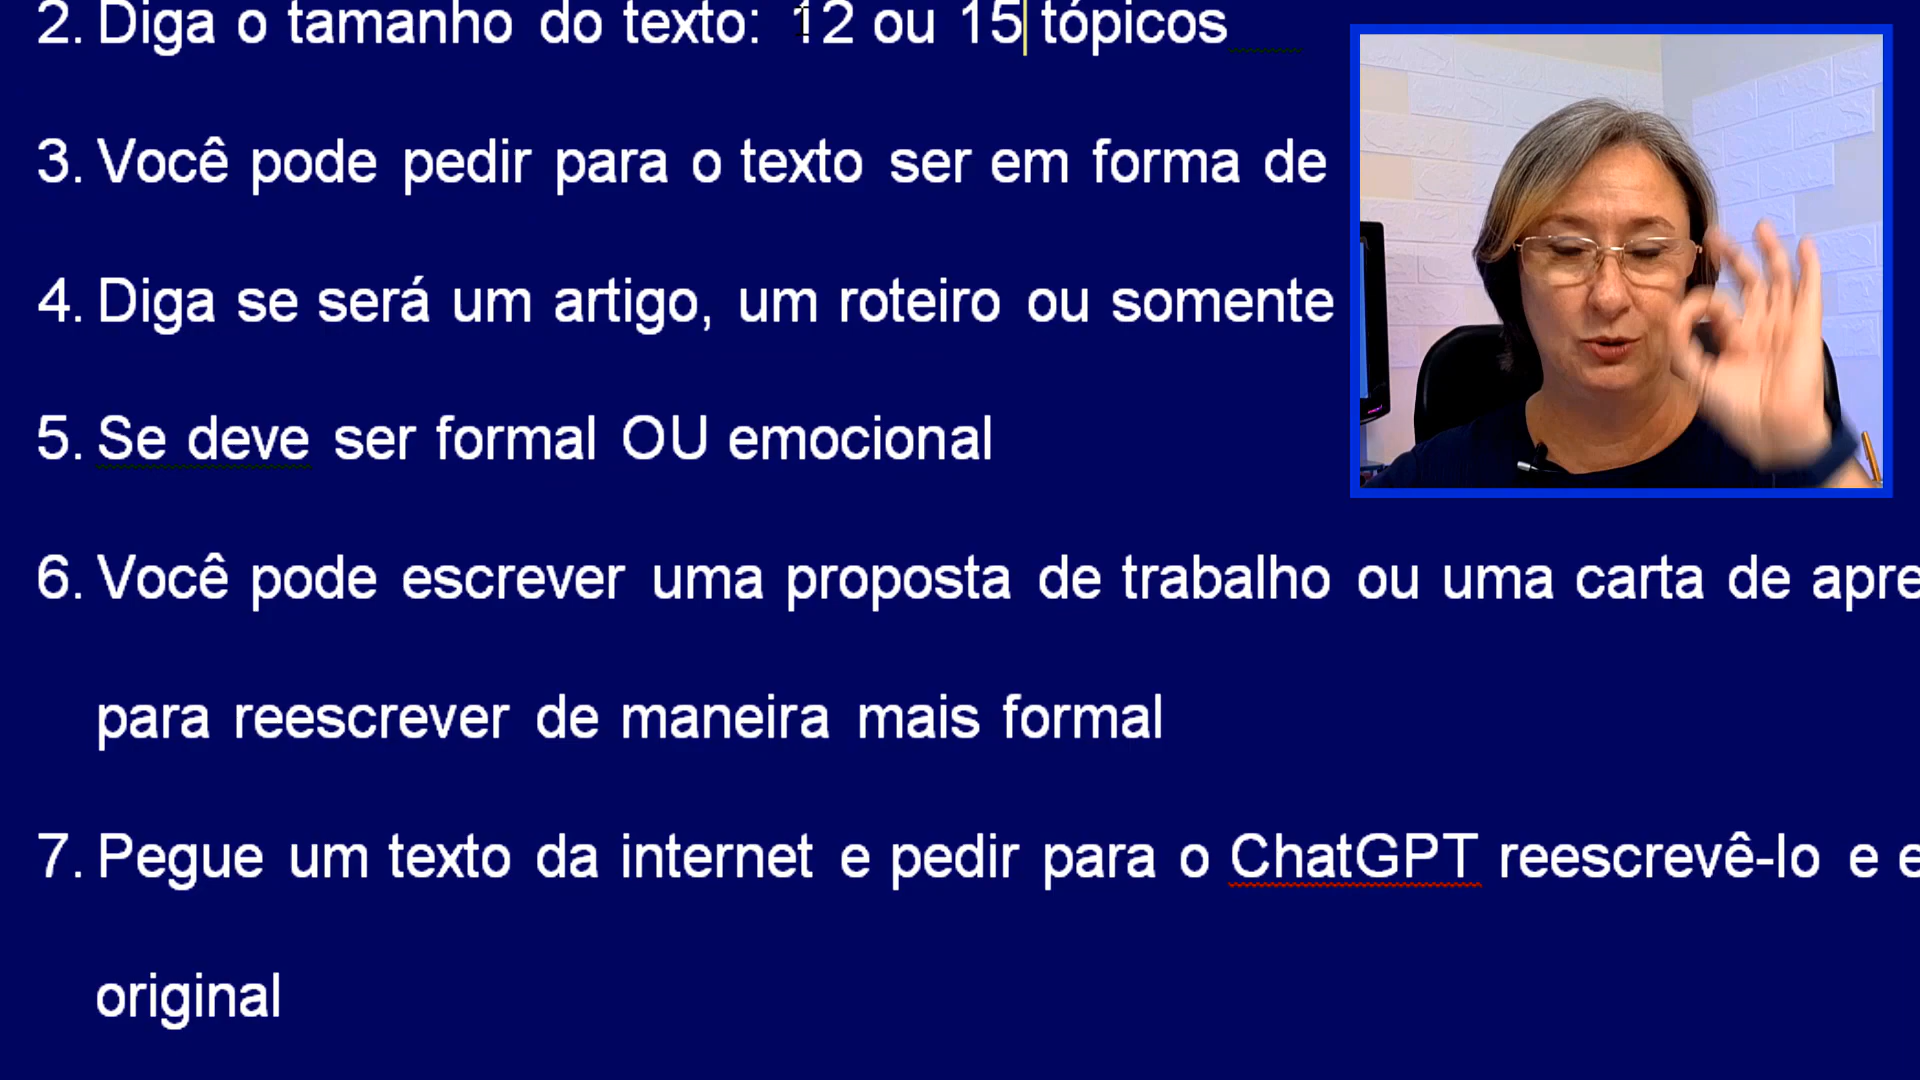 2. Diga o tamanho do texto: 12 ou 15 tópicos
3. Você pode pedir para o texto ser em forma de
4. Diga se será um artigo, um roteiro ou somente
5. Se deve ser formal OU emocional
6. Você pode escrever uma proposta de trabalho ou uma carta de apre
para reescrever de maneira mais formal
7. Pegue um texto da internet e pedir para o ChatGPT reescrevê-lo e e
original